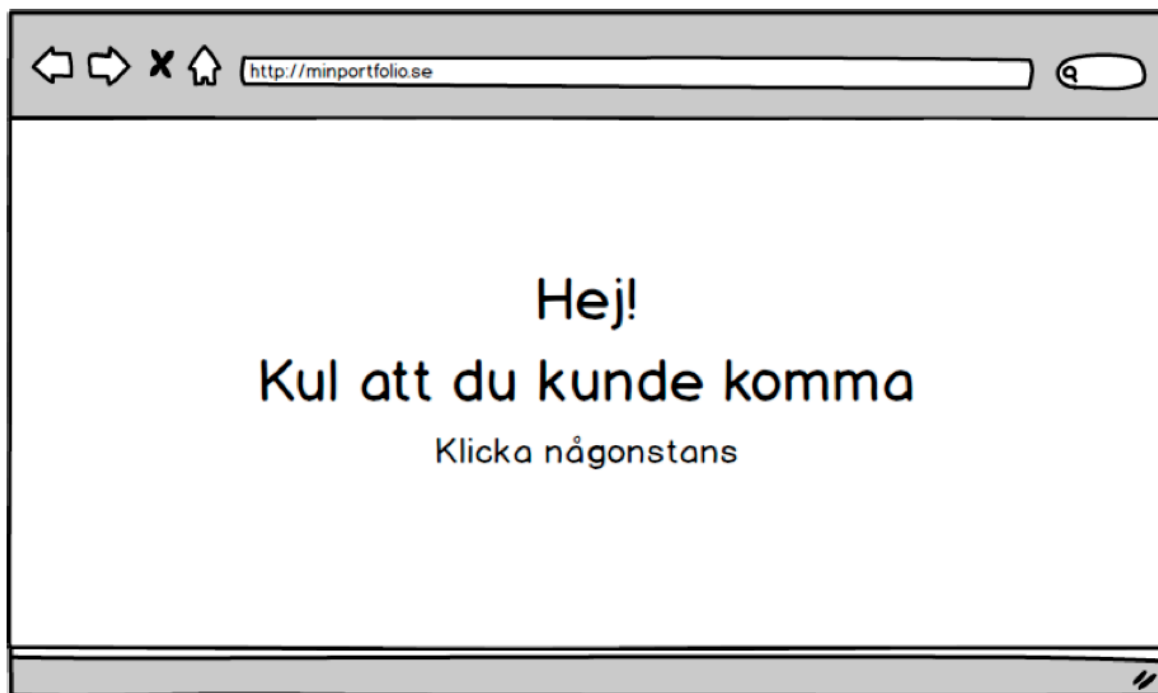 http://minportfolio.se
Hej!
Kul att du kunde komma
Klicka någonstans